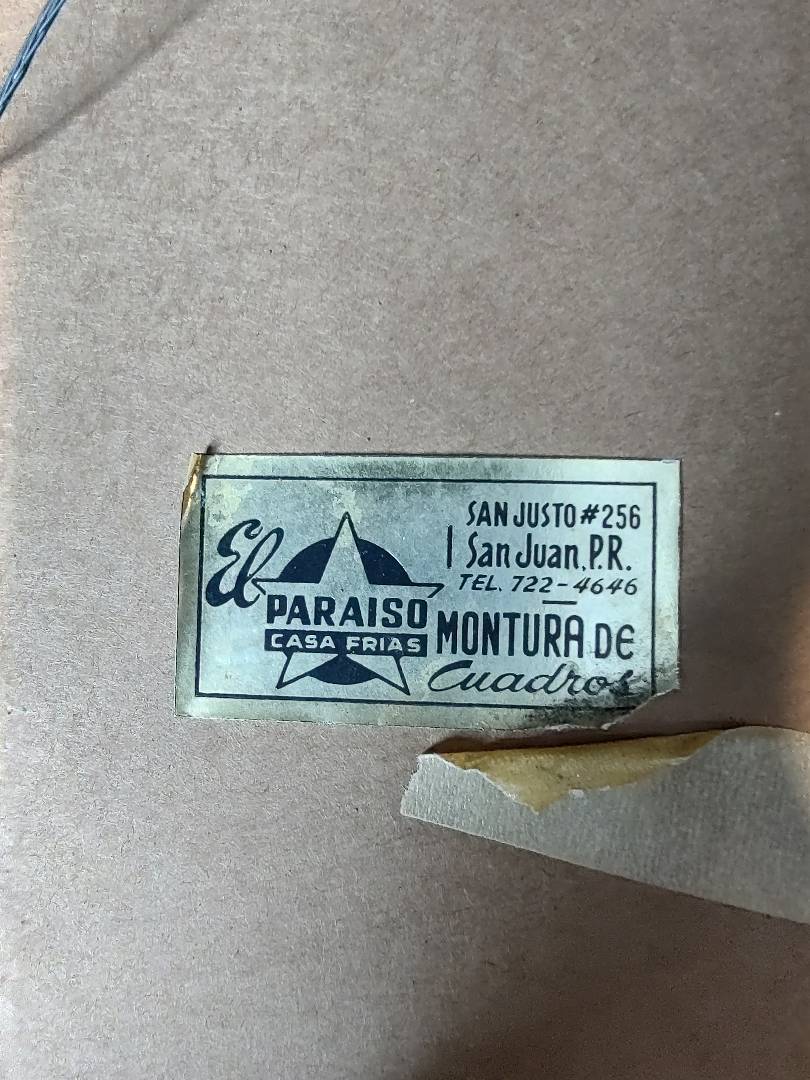 El
PARAISO
CASA FRIAS
SAN JUSTO #256
San Juan, P.R.
TEL. 722-4646
MONTURA DE
Cuadros